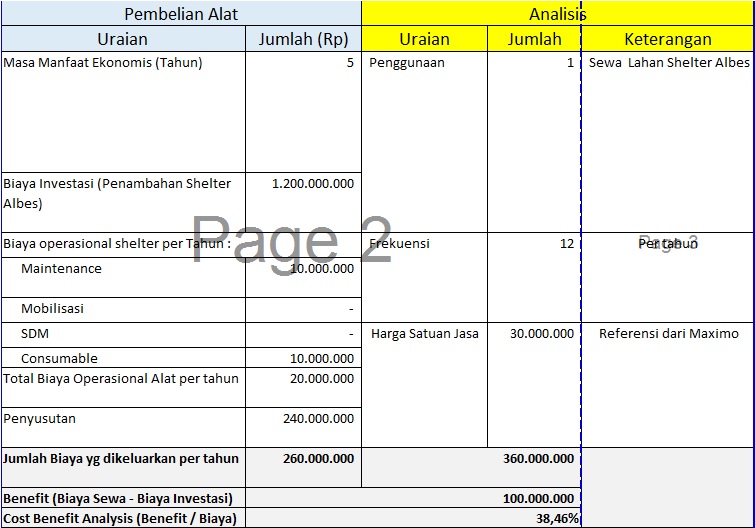 Pembelian Alat Analisis
Uraian Jumlah (Rp) Uraian Jumlah Keterangan
Masa Manfaat Ekonomis (Tahun) 5 Penggunaan 1 Sewa Lahan Shelter Albes
Biaya Investasi (Penambahan Shelter 1.200.000.000
Albes)
Page 2
Biaya operasional shelter per Tahun : Frekuensi 12 Per tahun
Page 2
Maintenance 10.000.000
Mobilisasi -
SDM - Harga Satuan Jasa 30.000.000 Referensi dari Maximo
Consumable 10.000.000
Total Biaya Operasional Alat per tahun 20.000.000
Penyusutan 240.000.000
Jumlah Biaya yg dikeluarkan per tahun 260.000.000 360.000.000
Benefit (Biaya Sewa - Biaya Investasi) 100.000.000
Cost Benefit Analysis (Benefit / Biaya) 38,46%